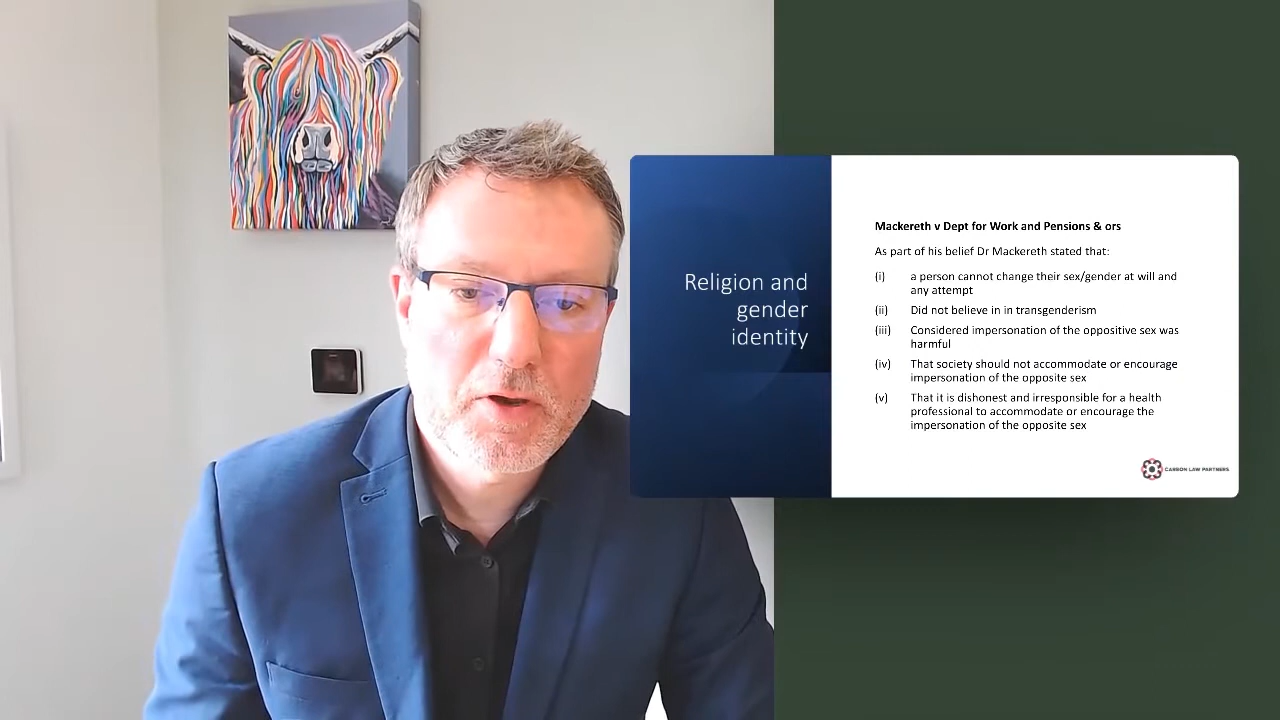 Religion and
gender
identity
Mackereth v Dept for Work and Pensions & ors
As part of his belief Dr Mackereth stated that:
(i) a person cannot change their sex/gender at will and
any attempt
(ii) Did not believe in in transgenderism
(iii) Considered impersonation of the oppositive sex was
harmful
(iv) That society should not accommodate or encourage
impersonation of the opposite sex
(v) That it is dishonest and irresponsible for a health
professional to accommodate or encourage the
impersonation of the opposite sex
CARBON LAW PARTNERS